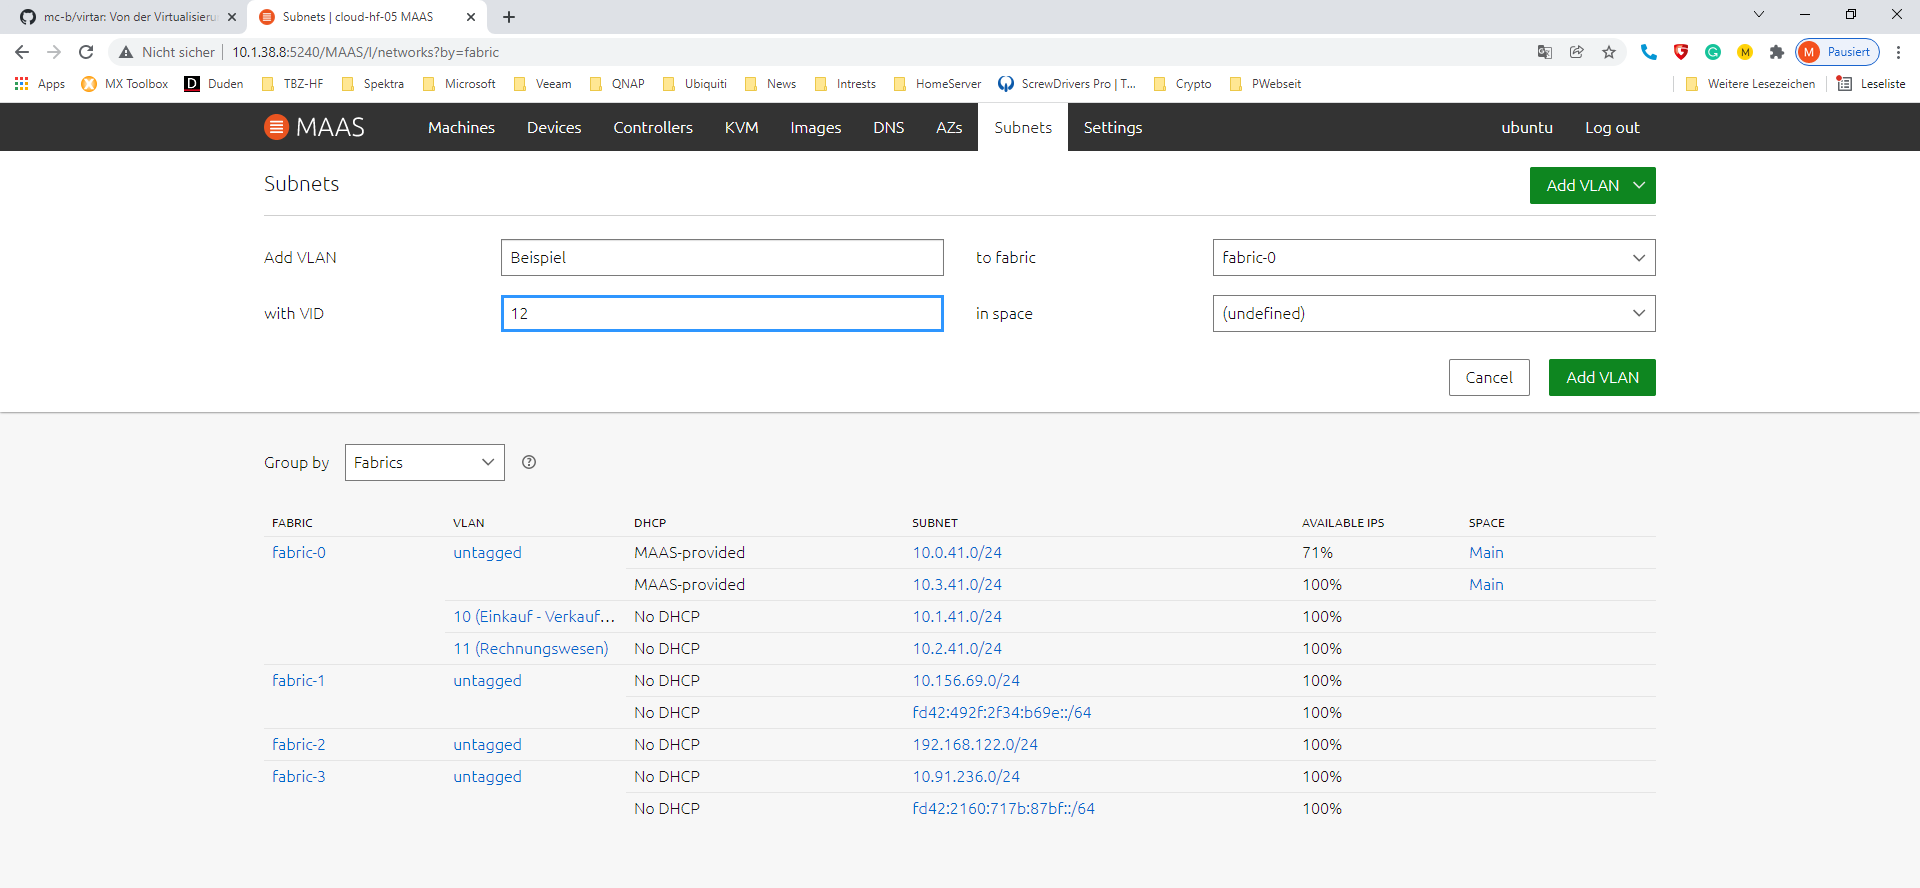 mc-b/virtar: Von der Virtualisieru
Subnets | cloud-hf-05 MAAS
Nicht sicher
10.1.38.8:5240/MAAS/l/networks?by=fabric
M Pausiert
Apps MX Toolbox Duden TBZ-HF Spektra Microsoft Veeam QNAP Ubiquiti News Intrests HomeServer ScrewDrivers Pro | T... Crypto PWebseit Weitere Lesezeichen Leseliste
MAAS Machines Devices Controllers KVM Images DNS AZs Subnets Settings ubuntu Log out
Subnets Add VLAN
Add VLAN Beispiel to fabric fabric-0
with VID 12 in space (undefined)
Cancel Add VLAN
Group by Fabrics ?
FABRIC VLAN DHCP SUBNET AVAILABLE IPS SPACE
fabric-0 untagged MAAS-provided 10.0.41.0/24 71% Main
MAAS-provided 10.3.41.0/24 100% Main
10 (Einkauf - Verkauf... No DHCP 10.1.41.0/24 100%
11 (Rechnungswesen) No DHCP 10.2.41.0/24 100%
fabric-1 untagged No DHCP 10.156.69.0/24 100%
No DHCP fd42:492f:2f34:b69e::/64 100%
fabric-2 untagged No DHCP 192.168.122.0/24 100%
fabric-3 untagged No DHCP 10.91.236.0/24 100%
No DHCP fd42:2160:717b:87bf::/64 100%